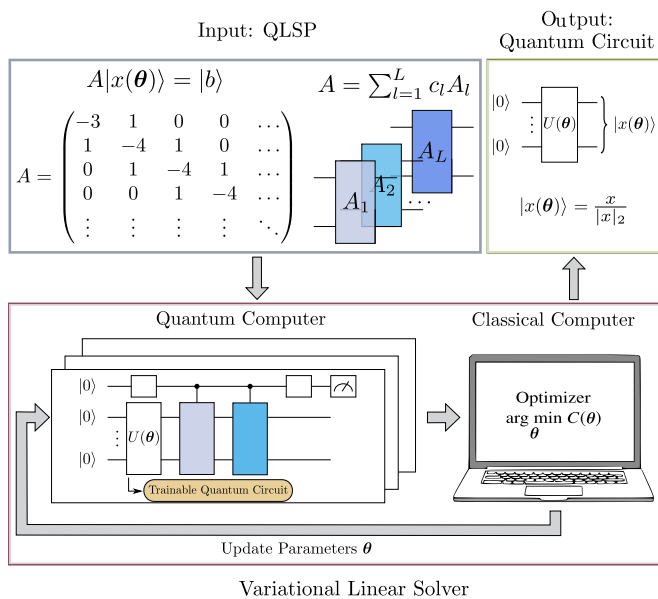 Input: QLSP
Output:
Quantum Circuit
A|x(θ)⟩ = |b⟩
A = ∑_{l=1}^{L} c_l A_l
A =
−3 1 0 0 …
1 −4 1 0 …
0 1 −4 1 …
0 0 1 −4 …
⋮ ⋮ ⋮ ⋮ ⋱
A_1
A_2
A_L
…
|0⟩
⋮
|0⟩
U(θ)
|x(θ)⟩
|x(θ)⟩ = x/|x|_2
Quantum Computer
|0⟩
|0⟩
⋮
|0⟩
U(θ)
Trainable Quantum Circuit
Classical Computer
Optimizer
arg min C(θ)
θ
Update Parameters θ
Variational Linear Solver